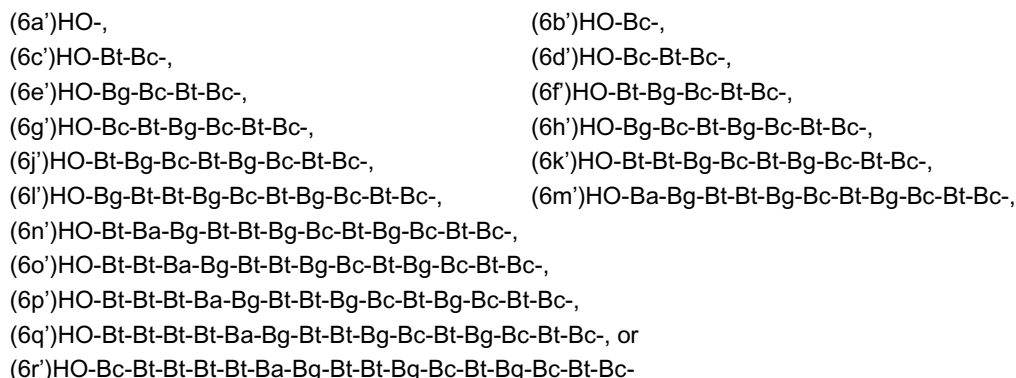 (6a')HO-, (6b')HO-Bc-,
(6c')HO-Bt-Bc-, (6d')HO-Bc-Bt-Bc-,
(6e')HO-Bg-Bc-Bt-Bc-, (6f')HO-Bt-Bg-Bc-Bt-Bc-,
(6g')HO-Bc-Bt-Bg-Bc-Bt-Bc-, (6h')HO-Bg-Bc-Bt-Bg-Bc-Bt-Bc-,
(6j')HO-Bt-Bg-Bc-Bt-Bg-Bc-Bt-Bc-, (6k')HO-Bt-Bt-Bg-Bc-Bt-Bg-Bc-Bt-Bc-,
(6l')HO-Bg-Bt-Bt-Bg-Bc-Bt-Bg-Bc-Bt-Bc-, (6m')HO-Ba-Bg-Bt-Bt-Bg-Bc-Bt-Bg-Bc-Bt-Bc-,
(6n')HO-Bt-Ba-Bg-Bt-Bt-Bg-Bc-Bt-Bg-Bc-Bt-Bc-,
(6o')HO-Bt-Bt-Ba-Bg-Bt-Bt-Bg-Bc-Bt-Bg-Bc-Bt-Bc-,
(6p')HO-Bt-Bt-Bt-Ba-Bg-Bt-Bt-Bg-Bc-Bt-Bg-Bc-Bt-Bc-,
(6q')HO-Bt-Bt-Bt-Bt-Ba-Bg-Bt-Bt-Bg-Bc-Bt-Bg-Bc-Bt-Bc-, or
(6r')HO-Bc-Bt-Bt-Bt-Bt-Ba-Bg-Bt-Bt-Bg-Bc-Bt-Bg-Bc-Bt-Bc-